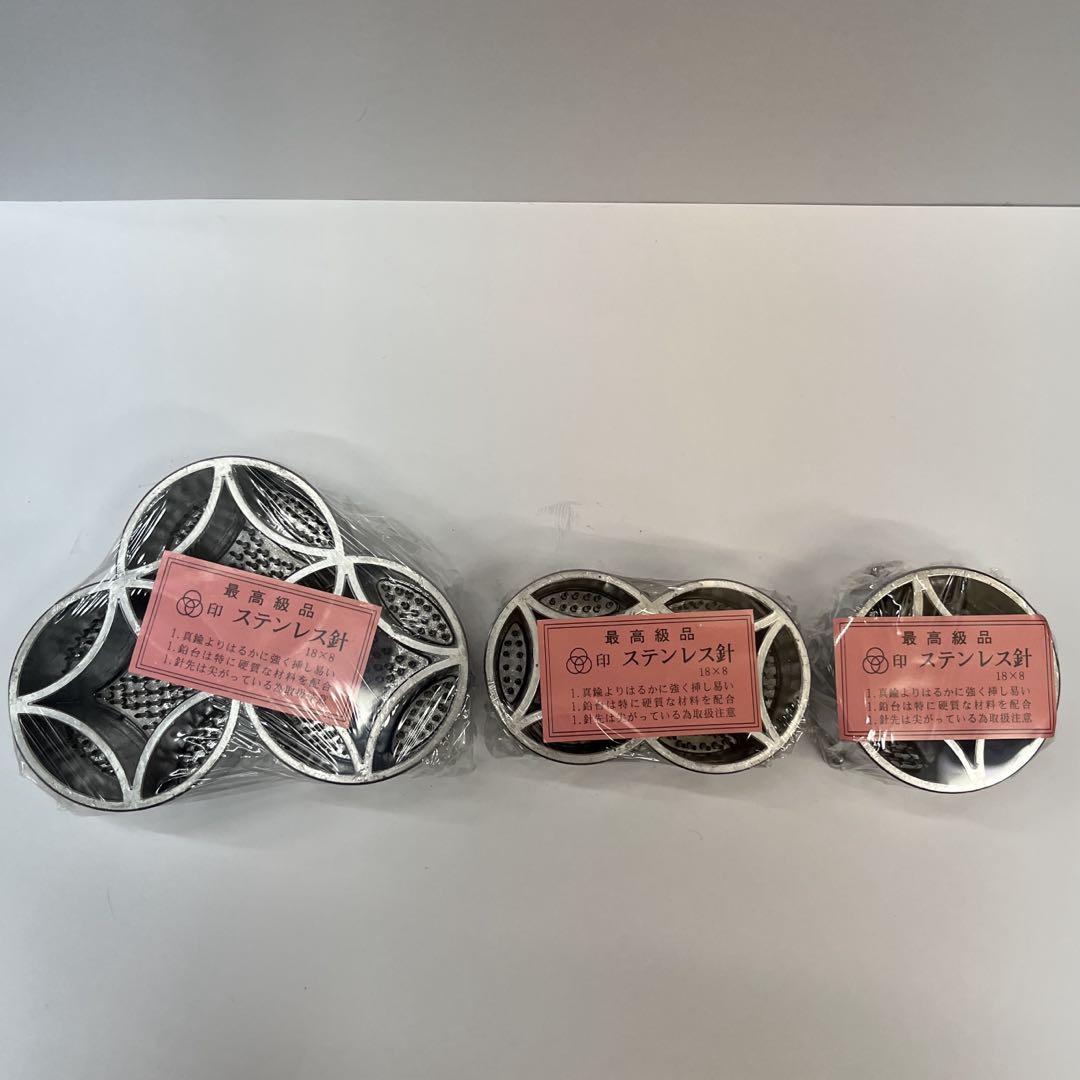 最高級品
印 ステンレス針
18×8
1.真鍮よりはるかに強く挿し易い
1.鉛台は特に硬質な材料を配合
1.針先は尖がっている為取扱注
最高級品
印 ステンレス針
18×8
1.真鍮よりはるかに強く挿し易い
1.鉛台は特に硬質な材料を配合
1.針先は尖がっている為取扱注意
最高級品
印 ステンレス針
18×8
1.真鍮よりはるかに強く挿し易い
1.鉛台は特に硬質な材料を配合
1.針先は尖がっている為取扱注意